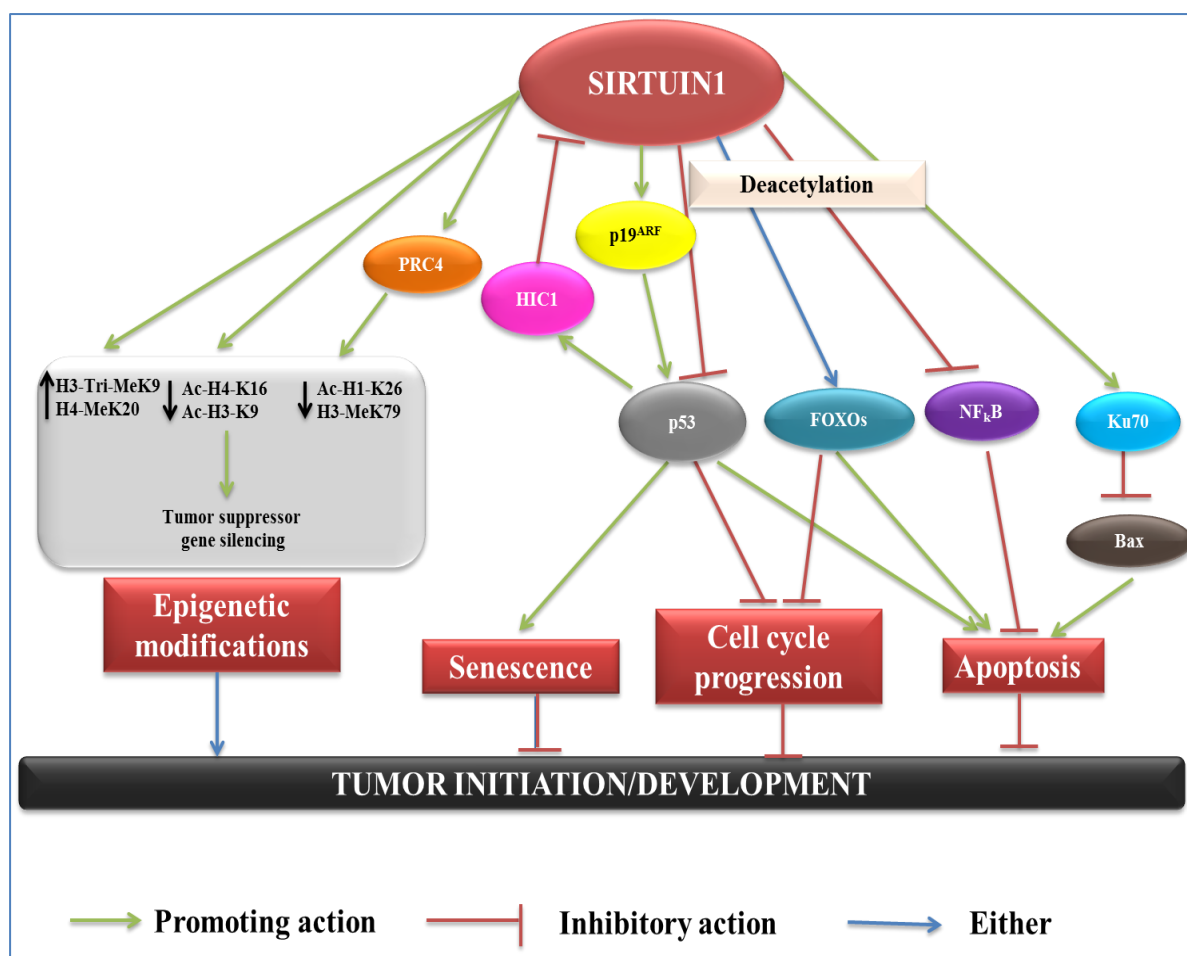 SIRTUIN1
Deacetylation
p19ARF
PRC4
HIC1
H3-Tri-MeK9
H4-MeK20
Ac-H4-K16
Ac-H3-K9
Ac-H1-K26
H3-MeK79
Tumor suppressor
gene silencing
p53
FOXOs
NFkB
Ku70
Bax
Epigenetic
modifications
Senescence
Cell cycle
progression
Apoptosis
TUMOR INITIATION/DEVELOPMENT
Promoting action
Inhibitory action
Either